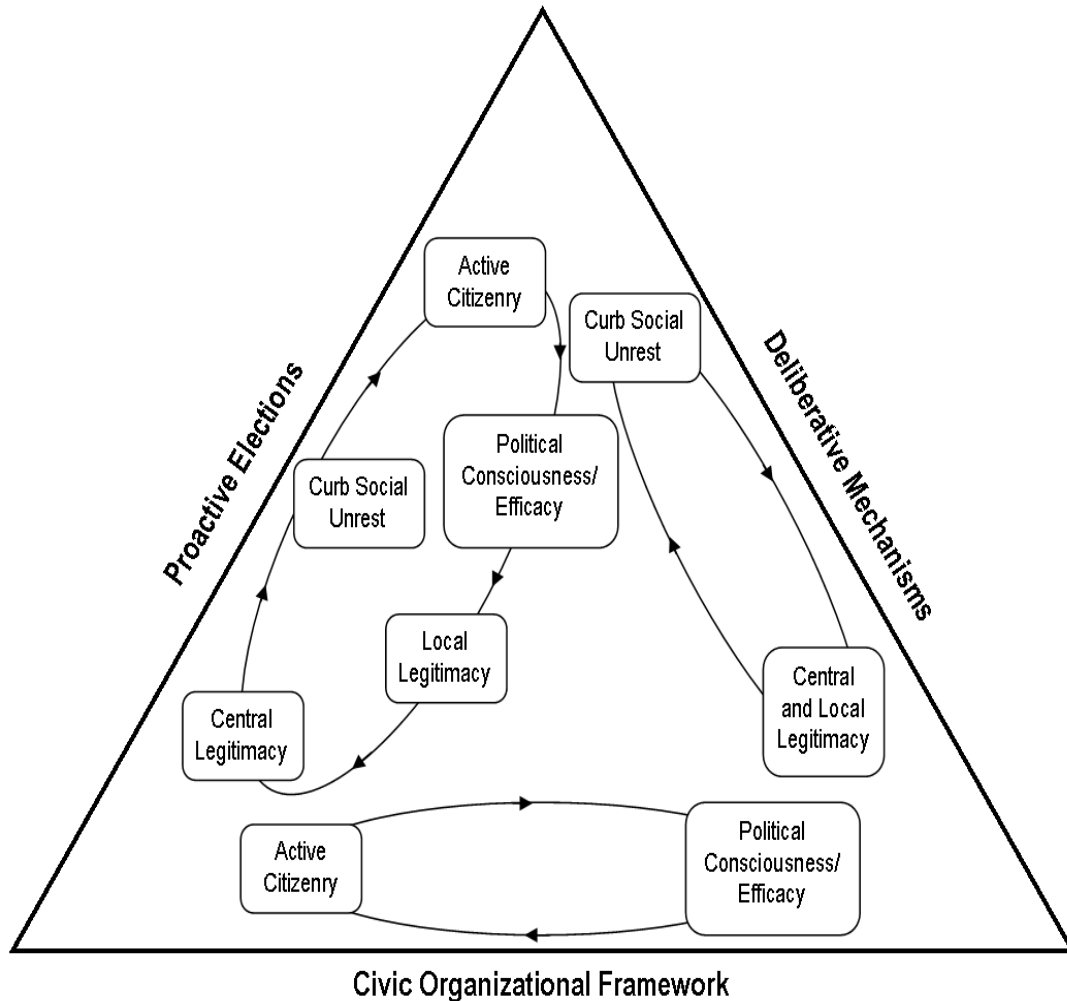 Active
Citizenry
Curb Social
Unrest
Proactive Elections
Deliberative Mechanisms
Political
Consciousness/
Efficacy
Curb Social
Unrest
Local
Legitimacy
Central
and Local
Legitimacy
Central
Legitimacy
Active
Citizenry
Political
Consciousness/
Efficacy
Civic Organizational Framework